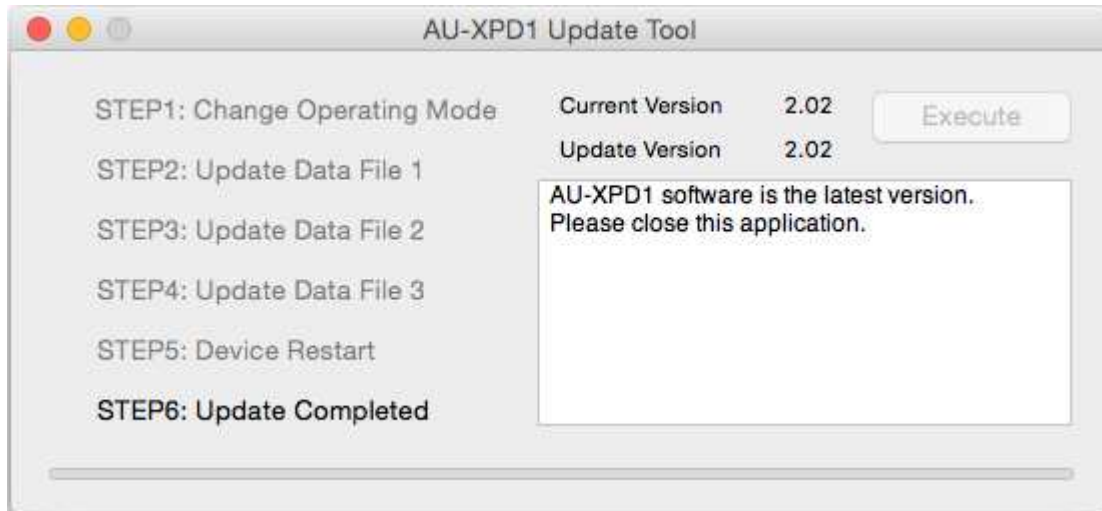 AU-XPD1 Update Tool
STEP1: Change Operating Mode
STEP2: Update Data File 1
STEP3: Update Data File 2
STEP4: Update Data File 3
STEP5: Device Restart
STEP6: Update Completed
Current Version 2.02
Update Version 2.02
Execute
AU-XPD1 software is the latest version.
Please close this application.